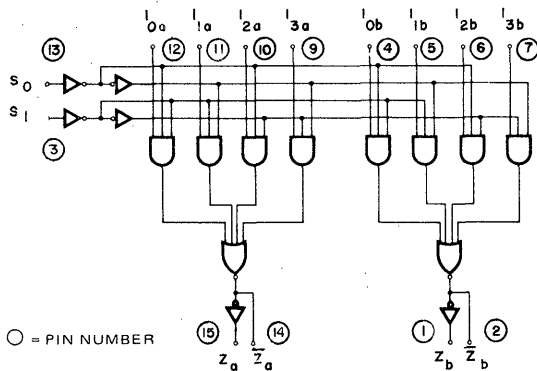 I0a I1a I2a I3a I0b I1b I2b I3b
13 12 11 10 9 4 5 6 7
S0
S1
3
15 14 1 2
○ = PIN NUMBER
Za Z̅a Zb Z̅b